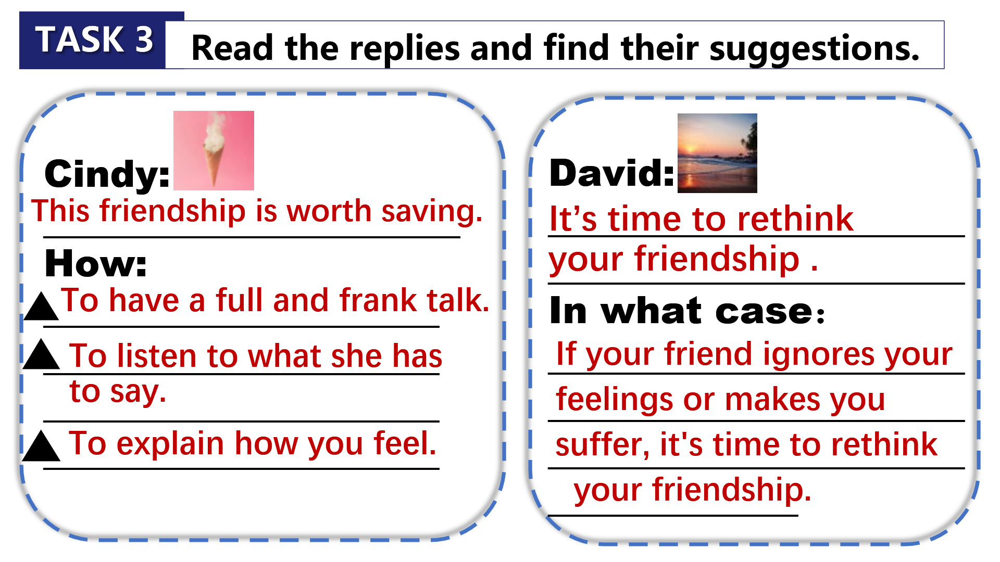 TASK 3
Read the replies and find their suggestions.
Cindy:
This friendship is worth saving.
How:
To have a full and frank talk.
To listen to what she has
to say.
To explain how you feel.
David:
It’s time to rethink
your friendship .
In what case：
If your friend ignores your
feelings or makes you
suffer, it's time to rethink
your friendship.